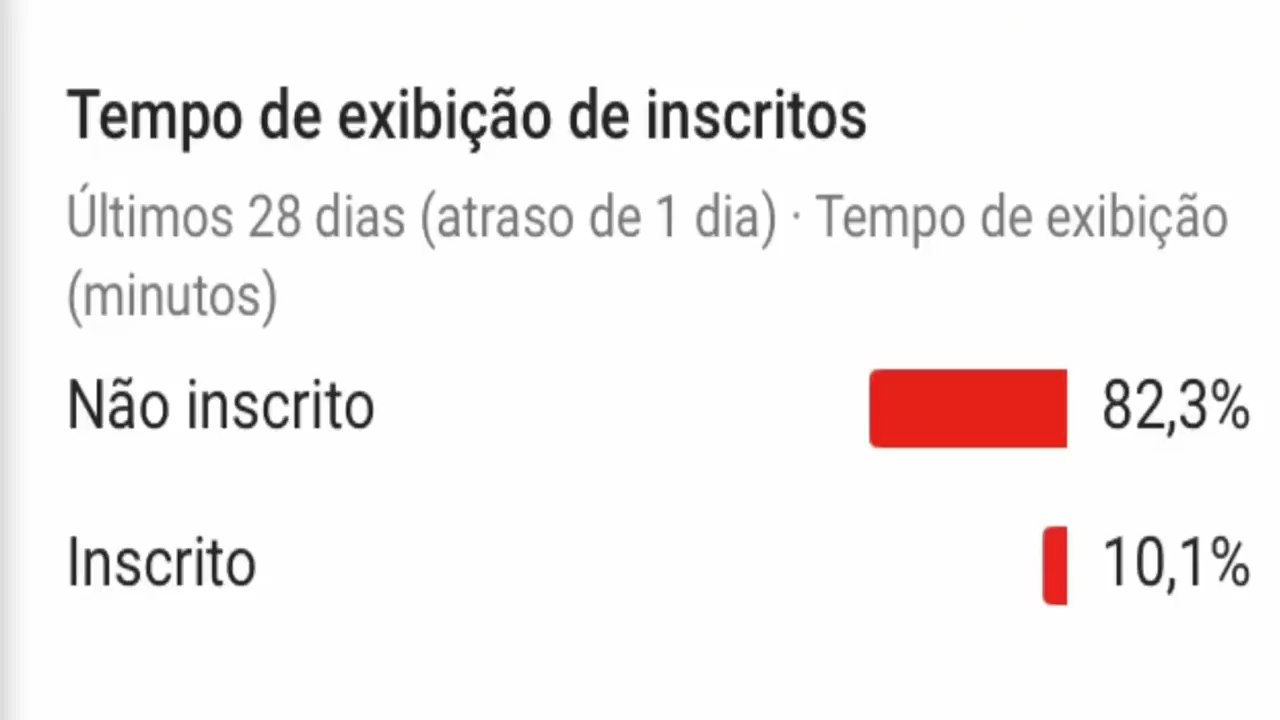 Tempo de exibição de inscritos
Últimos 28 dias (atraso de 1 dia) · Tempo de exibição
(minutos)
Não inscrito 82,3%
Inscrito 10,1%